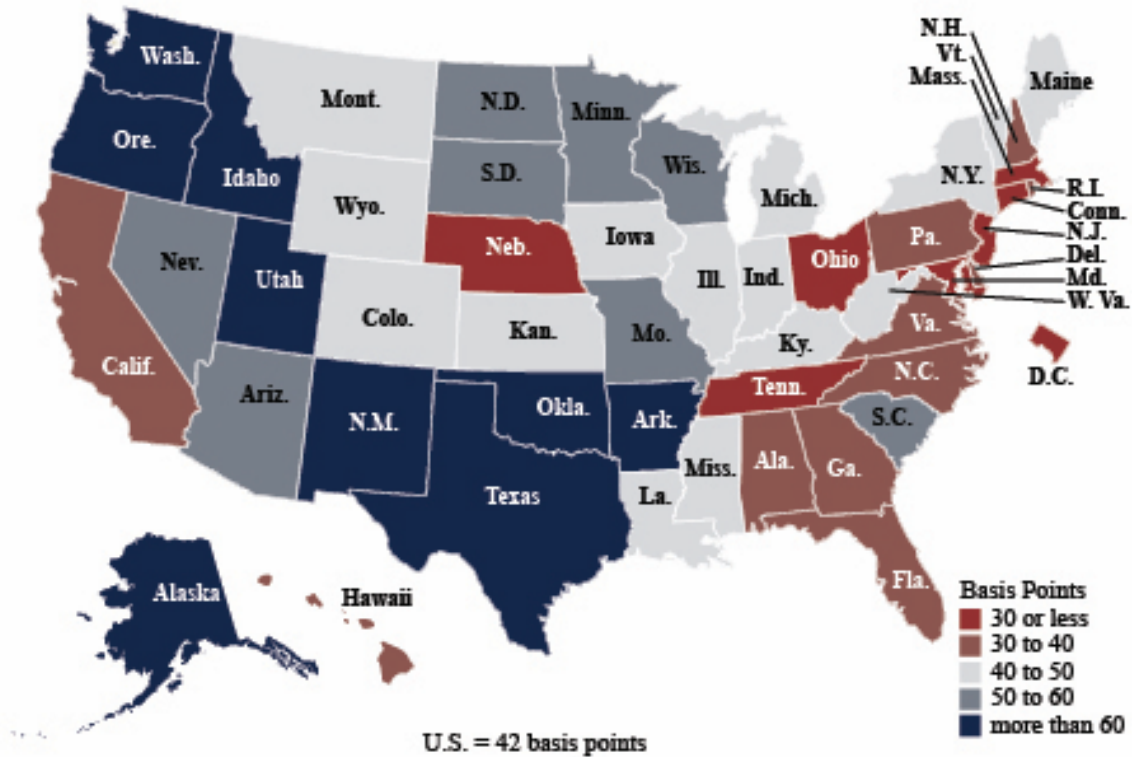 N.H.
Vt.
Mass.
Maine
Wash.
Mont.
N.D.
Minn.
Ore.
Idaho
S.D.
Wis.
N.Y.
Mich.
R.I.
Conn.
N.J.
Del.
Md.
W. Va.
Wyo.
Neb.
Iowa
Pa.
Ohio
Nev.
Utah
Ill.
Ind.
Colo.
Kan.
Mo.
Ky.
Va.
Calif.
D.C.
Tenn.
N.C.
Ariz.
N.M.
Okla.
Ark.
S.C.
Miss.
Ala.
Ga.
Texas
La.
Alaska
Hawaii
Fla.
Basis Points
30 or less
30 to 40
40 to 50
50 to 60
more than 60
U.S. = 42 basis points